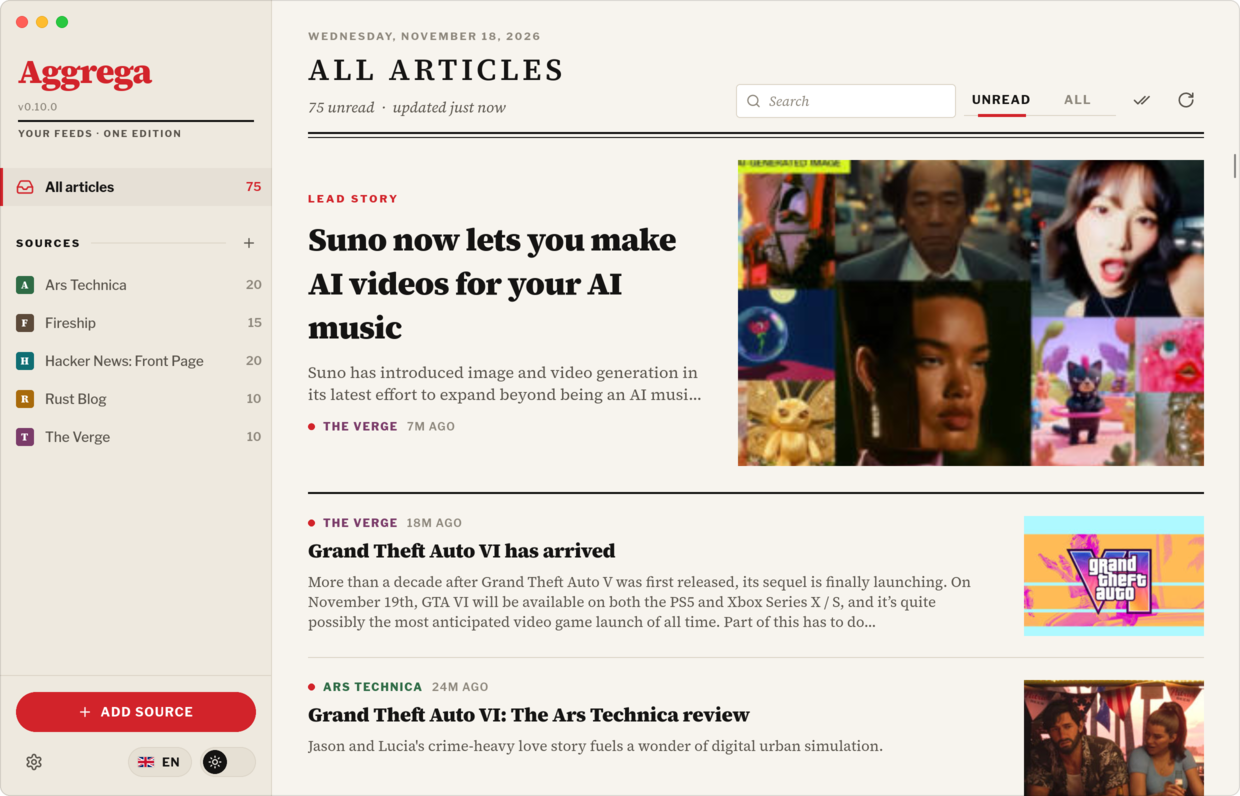 Aggrega
v0.10.0
YOUR FEEDS · ONE EDITION
All articles 75
SOURCES
A Ars Technica 20
F Fireship 15
H Hacker News: Front Page 20
R Rust Blog 10
T The Verge 10
+ ADD SOURCE
EN
WEDNESDAY, NOVEMBER 18, 2026
ALL ARTICLES
75 unread · updated just now
Search
UNREAD ALL
LEAD STORY
Suno now lets you make
AI videos for your AI
music
Suno has introduced image and video generation in
its latest effort to expand beyond being an AI musi...
THE VERGE 7M AGO
GENERATED IMAGE
THE VERGE 18M AGO
Grand Theft Auto VI has arrived
More than a decade after Grand Theft Auto V was first released, its sequel is finally launching. On
November 19th, GTA VI will be available on both the PS5 and Xbox Series X / S, and it’s quite
possibly the most anticipated video game launch of all time. Part of this has to do...
grand
theft
auto
VI
ARS TECHNICA 24M AGO
Grand Theft Auto VI: The Ars Technica review
Jason and Lucia's crime-heavy love story fuels a wonder of digital urban simulation.